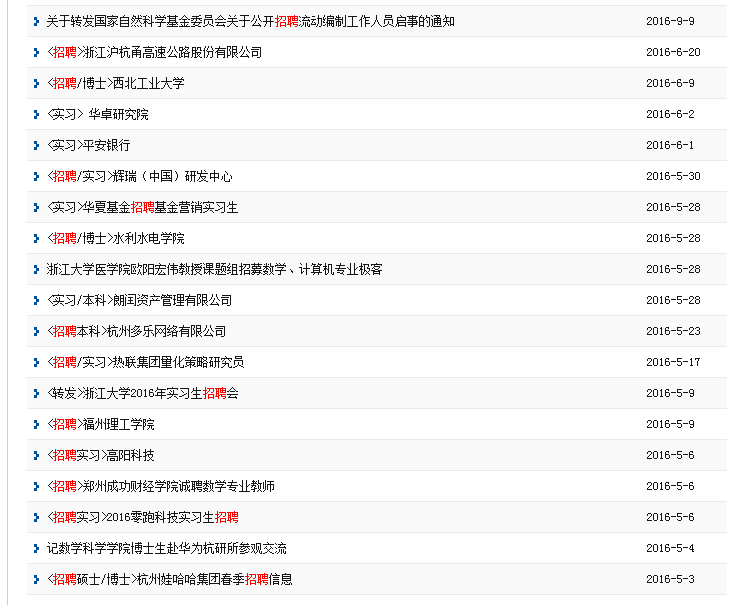 关于转发国家自然科学基金委员会关于公开招聘流动编制工作人员启事的通知 2016-9-9
<招聘>浙江沪杭甬高速公路股份有限公司 2016-6-20
<招聘/博士>西北工业大学 2016-6-9
<实习> 华卓研究院 2016-6-2
<实习>平安银行 2016-6-1
<招聘/实习>辉瑞（中国）研发中心 2016-5-30
<实习>华夏基金招聘基金营销实习生 2016-5-28
<招聘/博士>水利水电学院 2016-5-28
浙江大学医学院欧阳宏伟教授课题组招募数学、计算机专业极客 2016-5-28
<实习/本科>朗闰资产管理有限公司 2016-5-28
<招聘本科>杭州多乐网络有限公司 2016-5-23
<招聘/实习>热联集团量化策略研究员 2016-5-17
<转发>浙江大学2016年实习生招聘会 2016-5-9
<招聘>福州理工学院 2016-5-9
<招聘实习>高阳科技 2016-5-6
<招聘>郑州成功财经学院诚聘数学专业教师 2016-5-6
<招聘实习>2016零跑科技实习生招聘 2016-5-6
记数学科学学院博士生赴华为杭研所参观交流 2016-5-4
<招聘硕士/博士>杭州娃哈哈集团春季招聘信息 2016-5-3